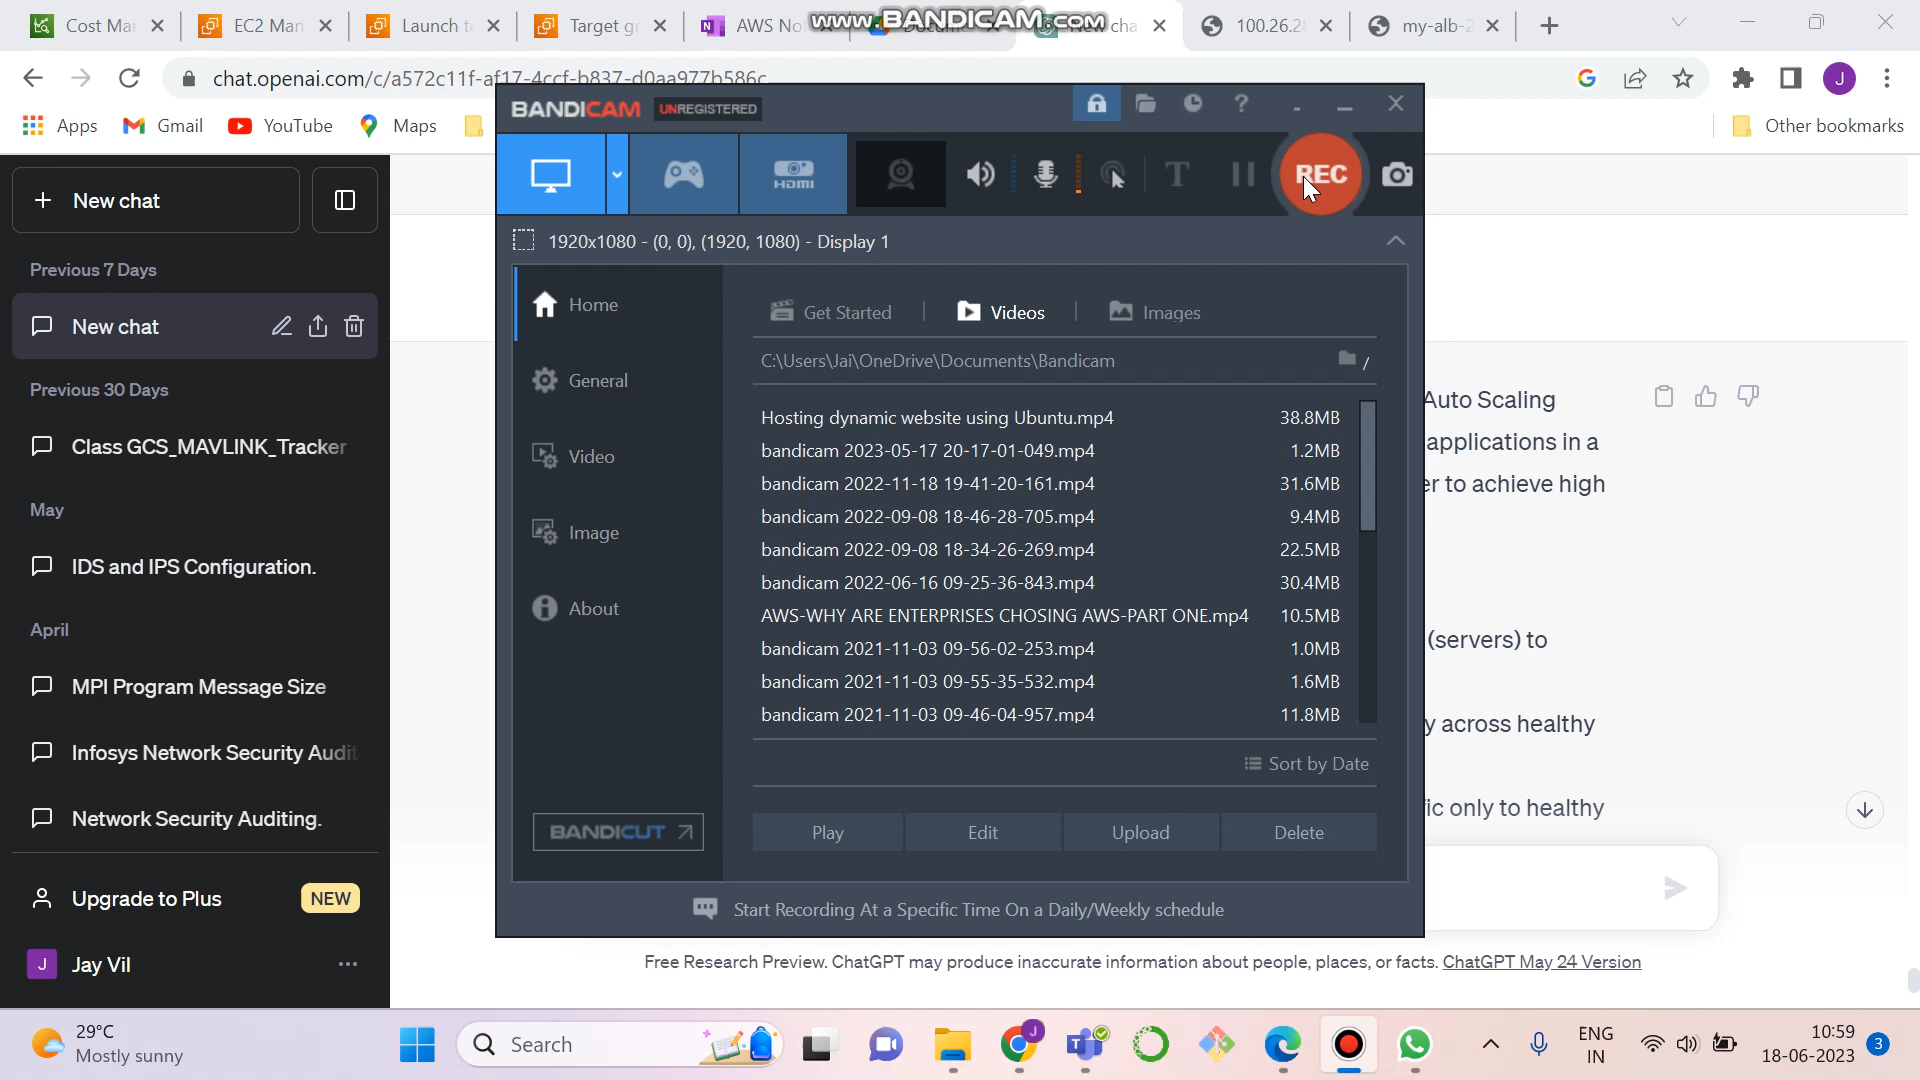 Cost Ma
EC2 Man
Launch t
Target g
AWS No
www.BANDICAM.com
New cha
100.26.2
my-alb-2
chat.openai.com/c/a572c11f-af17-4ccf-b837-d0aa977b586c
J
Apps
Gmail
YouTube
Maps
Other bookmarks
BANDICAM UNREGISTERED
HDMI
T
REC
1920x1080 - (0, 0), (1920, 1080) - Display 1
New chat
Previous 7 Days
New chat
Previous 30 Days
Class GCS_MAVLINK_Tracker
May
IDS and IPS Configuration.
April
MPI Program Message Size
Infosys Network Security Audit
Network Security Auditing.
Upgrade to Plus NEW
J Jay Vil
Home
General
Video
Image
About
BANDICUT
Get Started
Videos
Images
C:\Users\Jai\OneDrive\Documents\Bandicam
/
Hosting dynamic website using Ubuntu.mp4 38.8MB
bandicam 2023-05-17 20-17-01-049.mp4 1.2MB
bandicam 2022-11-18 19-41-20-161.mp4 31.6MB
bandicam 2022-09-08 18-46-28-705.mp4 9.4MB
bandicam 2022-09-08 18-34-26-269.mp4 22.5MB
bandicam 2022-06-16 09-25-36-843.mp4 30.4MB
AWS-WHY ARE ENTERPRISES CHOSING AWS-PART ONE.mp4 10.5MB
bandicam 2021-11-03 09-56-02-253.mp4 1.0MB
bandicam 2021-11-03 09-55-35-532.mp4 1.6MB
bandicam 2021-11-03 09-46-04-957.mp4 11.8MB
Sort by Date
Play
Edit
Upload
Delete
Start Recording At a Specific Time On a Daily/Weekly schedule
Auto Scaling
applications in a
er to achieve high
(servers) to
y across healthy
ic only to healthy
Free Research Preview. ChatGPT may produce inaccurate information about people, places, or facts. ChatGPT May 24 Version
29°C
Mostly sunny
Search
J
ENG
IN
10:59
18-06-2023
3